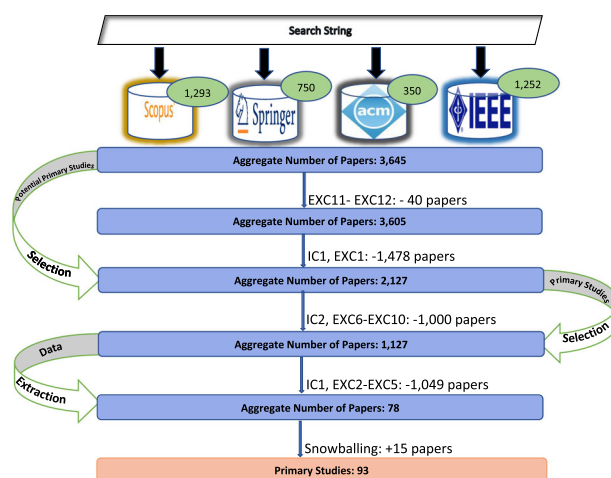 Search String
1,293
750
350
1,252
Scopus
Springer
acm
IEEE
Aggregate Number of Papers: 3,645
Potential Primary Studies
EXC11- EXC12: - 40 papers
Aggregate Number of Papers: 3,605
IC1, EXC1: -1,478 papers
Selection
Aggregate Number of Papers: 2,127
Primary Studies
IC2, EXC6-EXC10: -1,000 papers
Selection
Aggregate Number of Papers: 1,127
Data
IC1, EXC2-EXC5: -1,049 papers
Extraction
Aggregate Number of Papers: 78
Snowballing: +15 papers
Primary Studies: 93